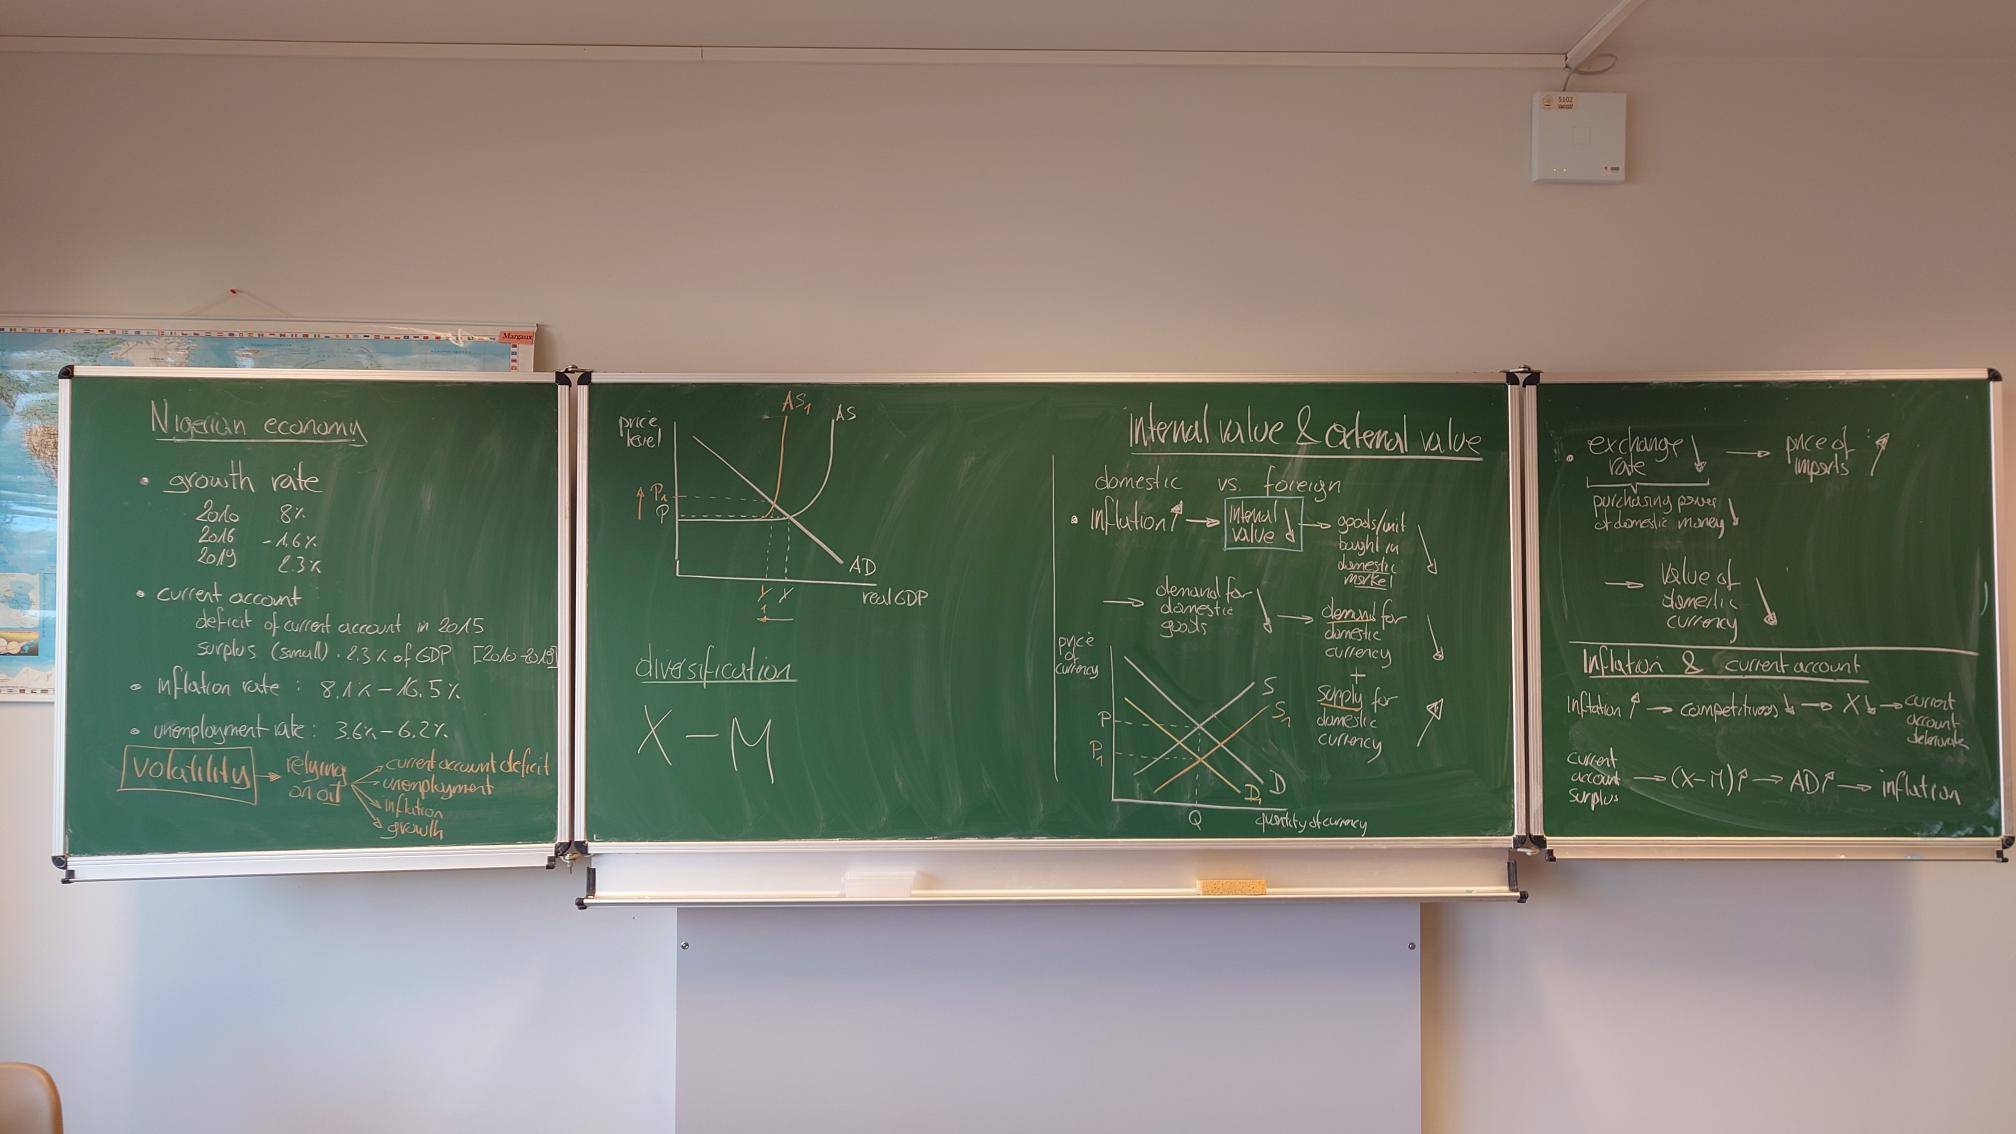 Margaux
5102
Nigerian economy
• growth rate
2010 8%
2016 -1.6%
2019 2.3%
• current account:
deficit of current account in 2015
surplus (small): 2.3% of GDP [2010-2019]
• inflation rate: 8.1% - 16.5%
• unemployment rate: 3.6% - 6.2%
volatility → relying
on oil
current account deficit
unemployment
inflation
growth
price
level
AS₁
AS
P₁
P
AD
Y₁ Y
real GDP
diversification
X - M
Internal value & external value
domestic vs. foreign
• inflation ↑ → internal
value ↓ → goods/unit
bought in
domestic
market ↓
→ demand for
domestic
goods ↓ → demand for
domestic
currency ↓
+
supply for
domestic
currency ↑
price
of
currency
S
S₁
P
P₁
D
D₁
Q
quantity of currency
• exchange
rate ↓ → price of
imports ↑
purchasing power
of domestic money ↓
→ value of
domestic
currency ↓
Inflation & current account
Inflation ↑ → competitiveness ↓ → X ↓ → current
account
deteriorate
current
account
surplus → (X-M)↑ → AD↑ → inflation